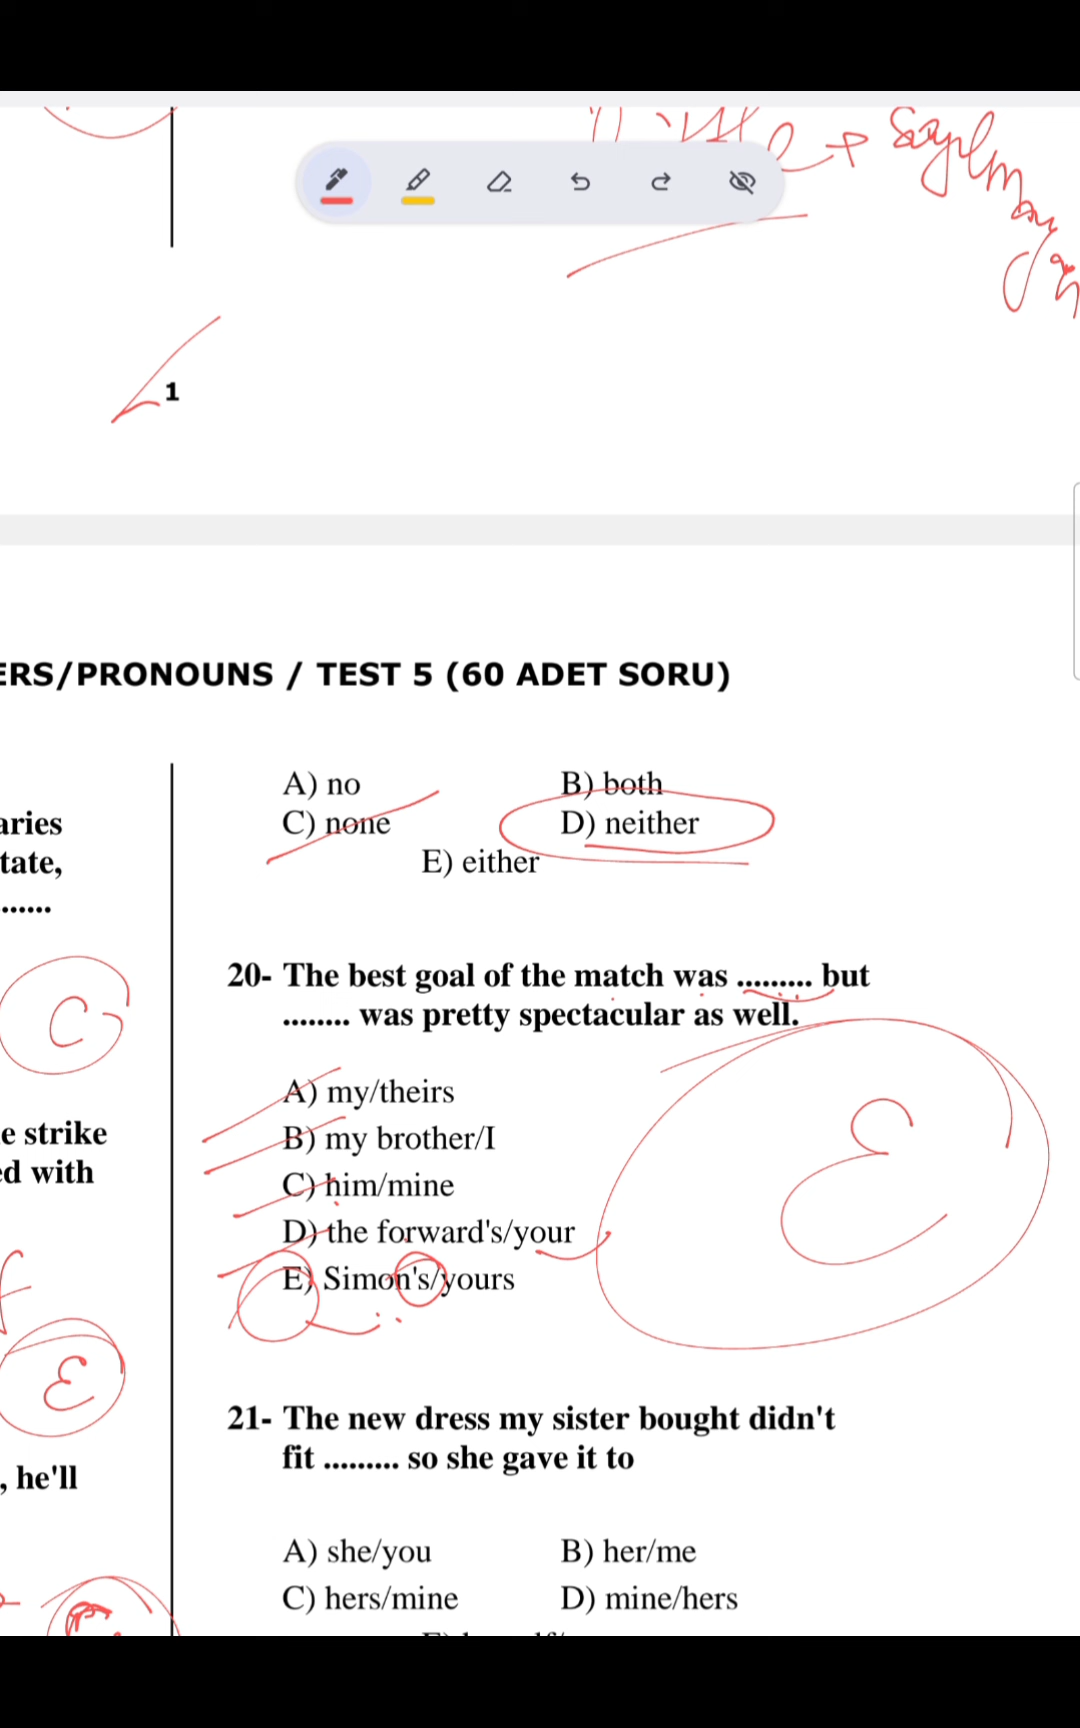 1
ERS/PRONOUNS / TEST 5 (60 ADET SORU)
aries
tate,
......
C
e strike
ed with
E
, he'll
A) no B) both
C) none D) neither
E) either
20- The best goal of the match was ......... but
........ was pretty spectacular as well.
A) my/theirs
B) my brother/I
C) him/mine
D) the forward's/your
E) Simon's/yours
E
21- The new dress my sister bought didn't
fit ......... so she gave it to
A) she/you B) her/me
C) hers/mine D) mine/hers